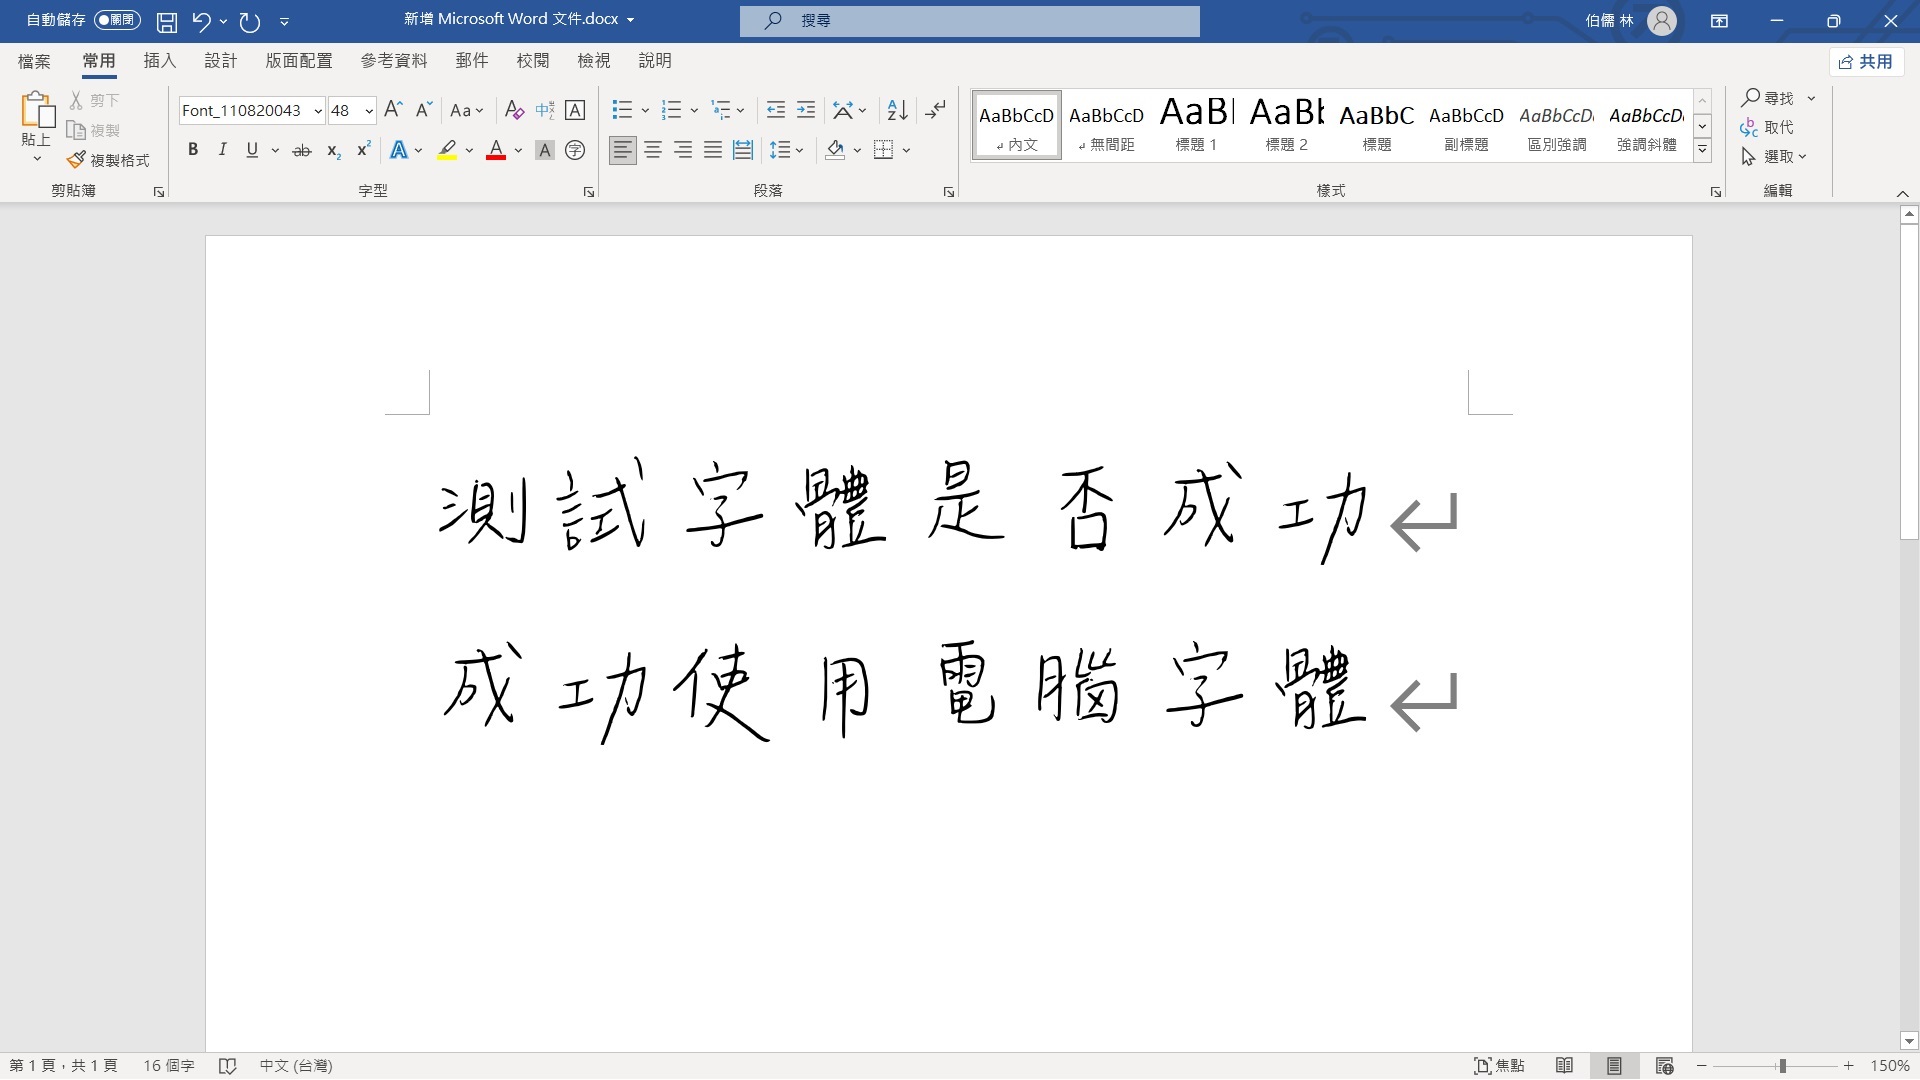 自動儲存 關閉 新增 Microsoft Word 文件.docx 搜尋 伯儒 林
檔案 常用 插入 設計 版面配置 參考資料 郵件 校閱 檢視 說明 共用
貼上 剪下 複製 複製格式 剪貼簿
Font_110820043 48 Aa
B I U ab x₂ x² A A A 字
字型
段落
AaBbCcD AaBbCcD AaBl AaBb AaBbC AaBbCcD AaBbCcD AaBbCcD
內文 無間距 標題 1 標題 2 標題 副標題 區別強調 強調斜體
樣式
尋找
取代
選取
編輯
測試字體是否成功
成功使用電腦字體
第 1 頁,共 1 頁 16 個字 中文 (台灣) 焦點 150%